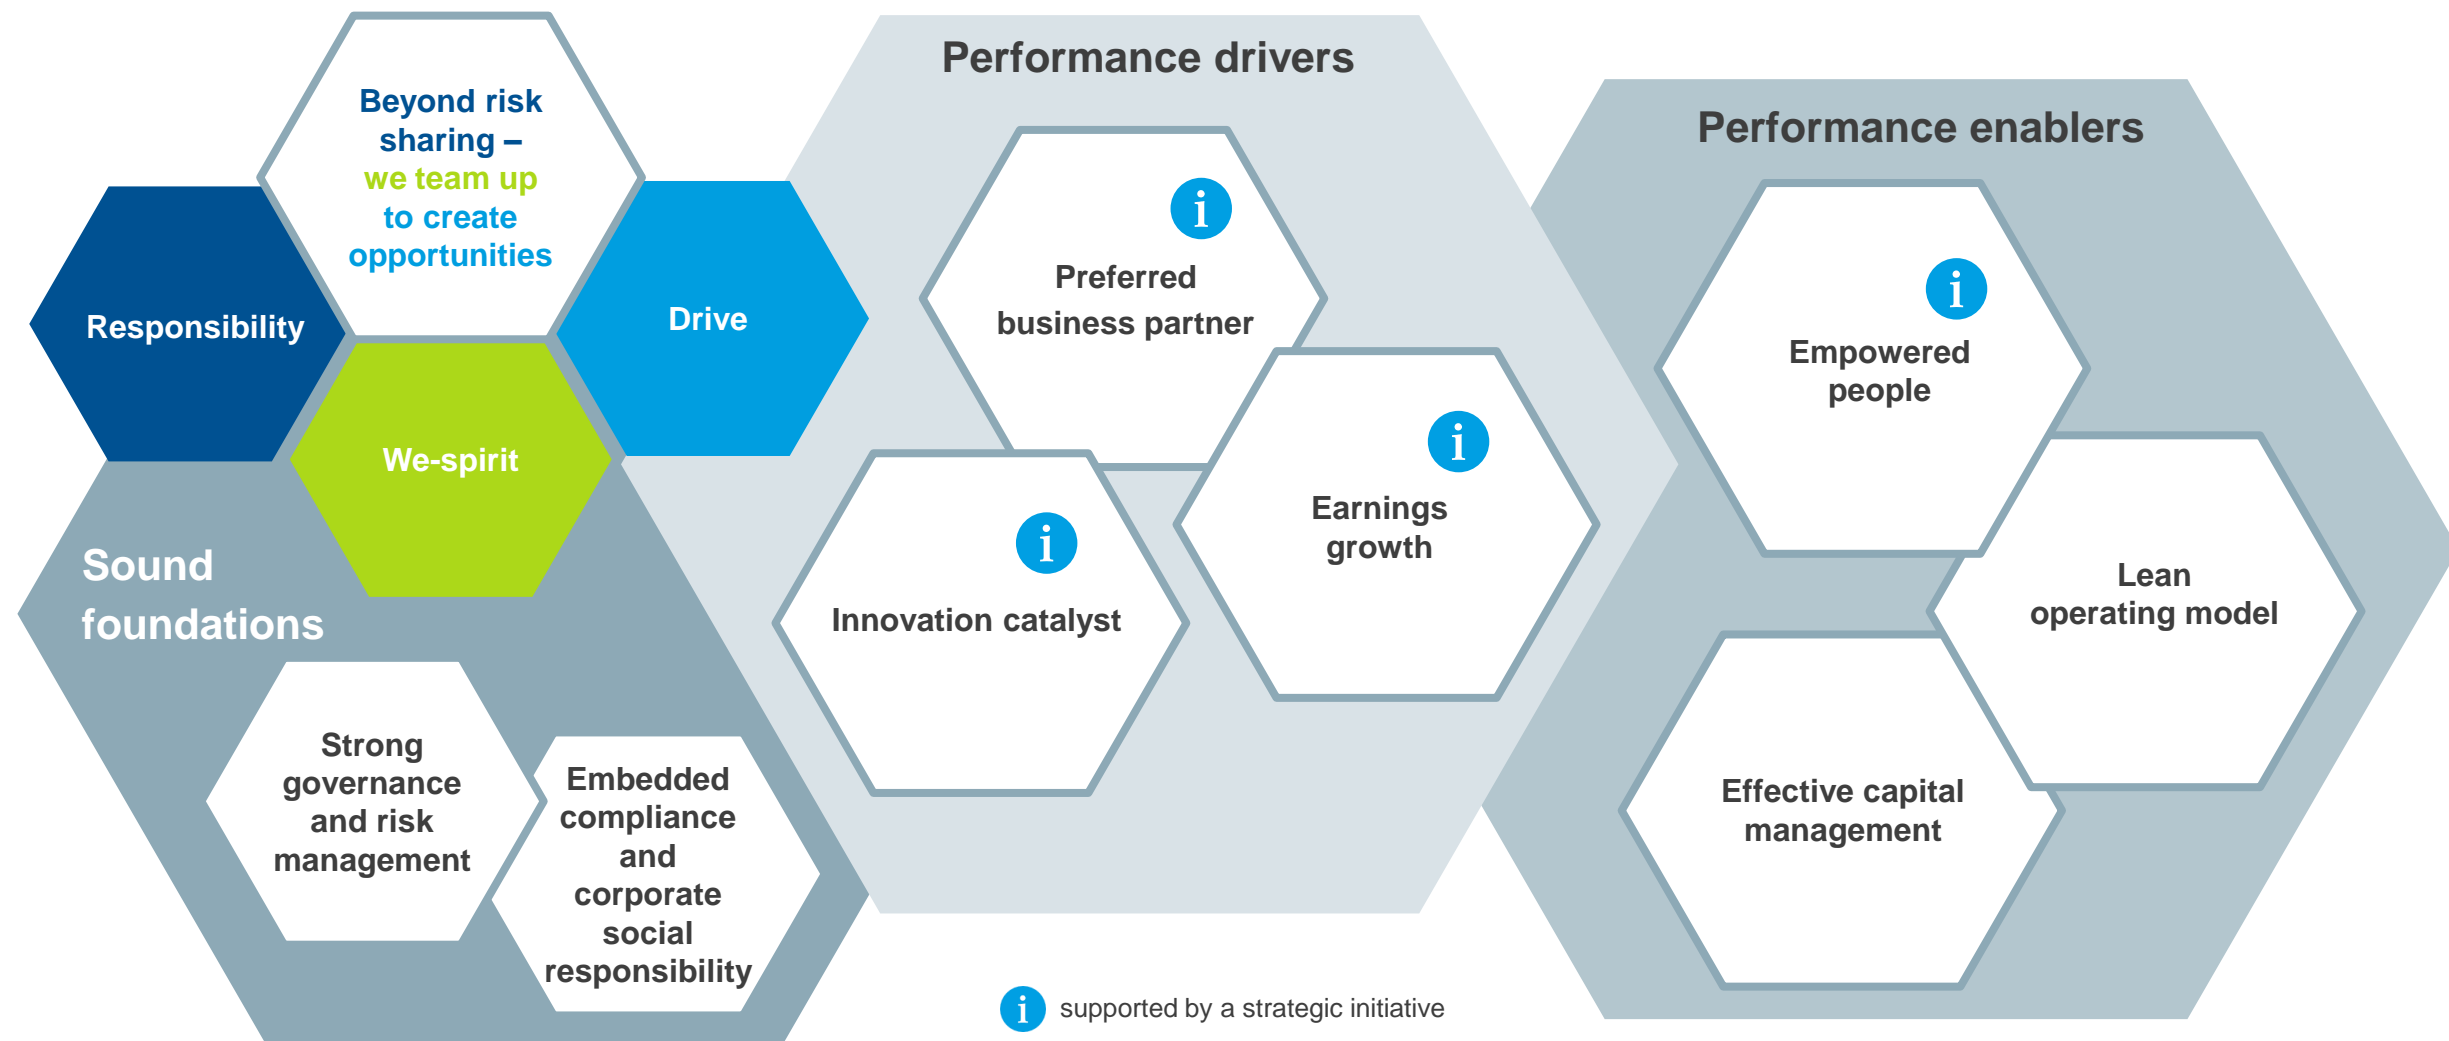 Beyond risk
sharing –
we team up
to create
opportunities
Responsibility
Drive
We-spirit
Sound
foundations
Strong
governance
and risk
management
Embedded
compliance
and
corporate
social
responsibility
Performance drivers
i
Preferred
business partner
i
Earnings
growth
i
Innovation catalyst
Performance enablers
i
Empowered
people
Lean
operating model
Effective capital
management
i supported by a strategic initiative